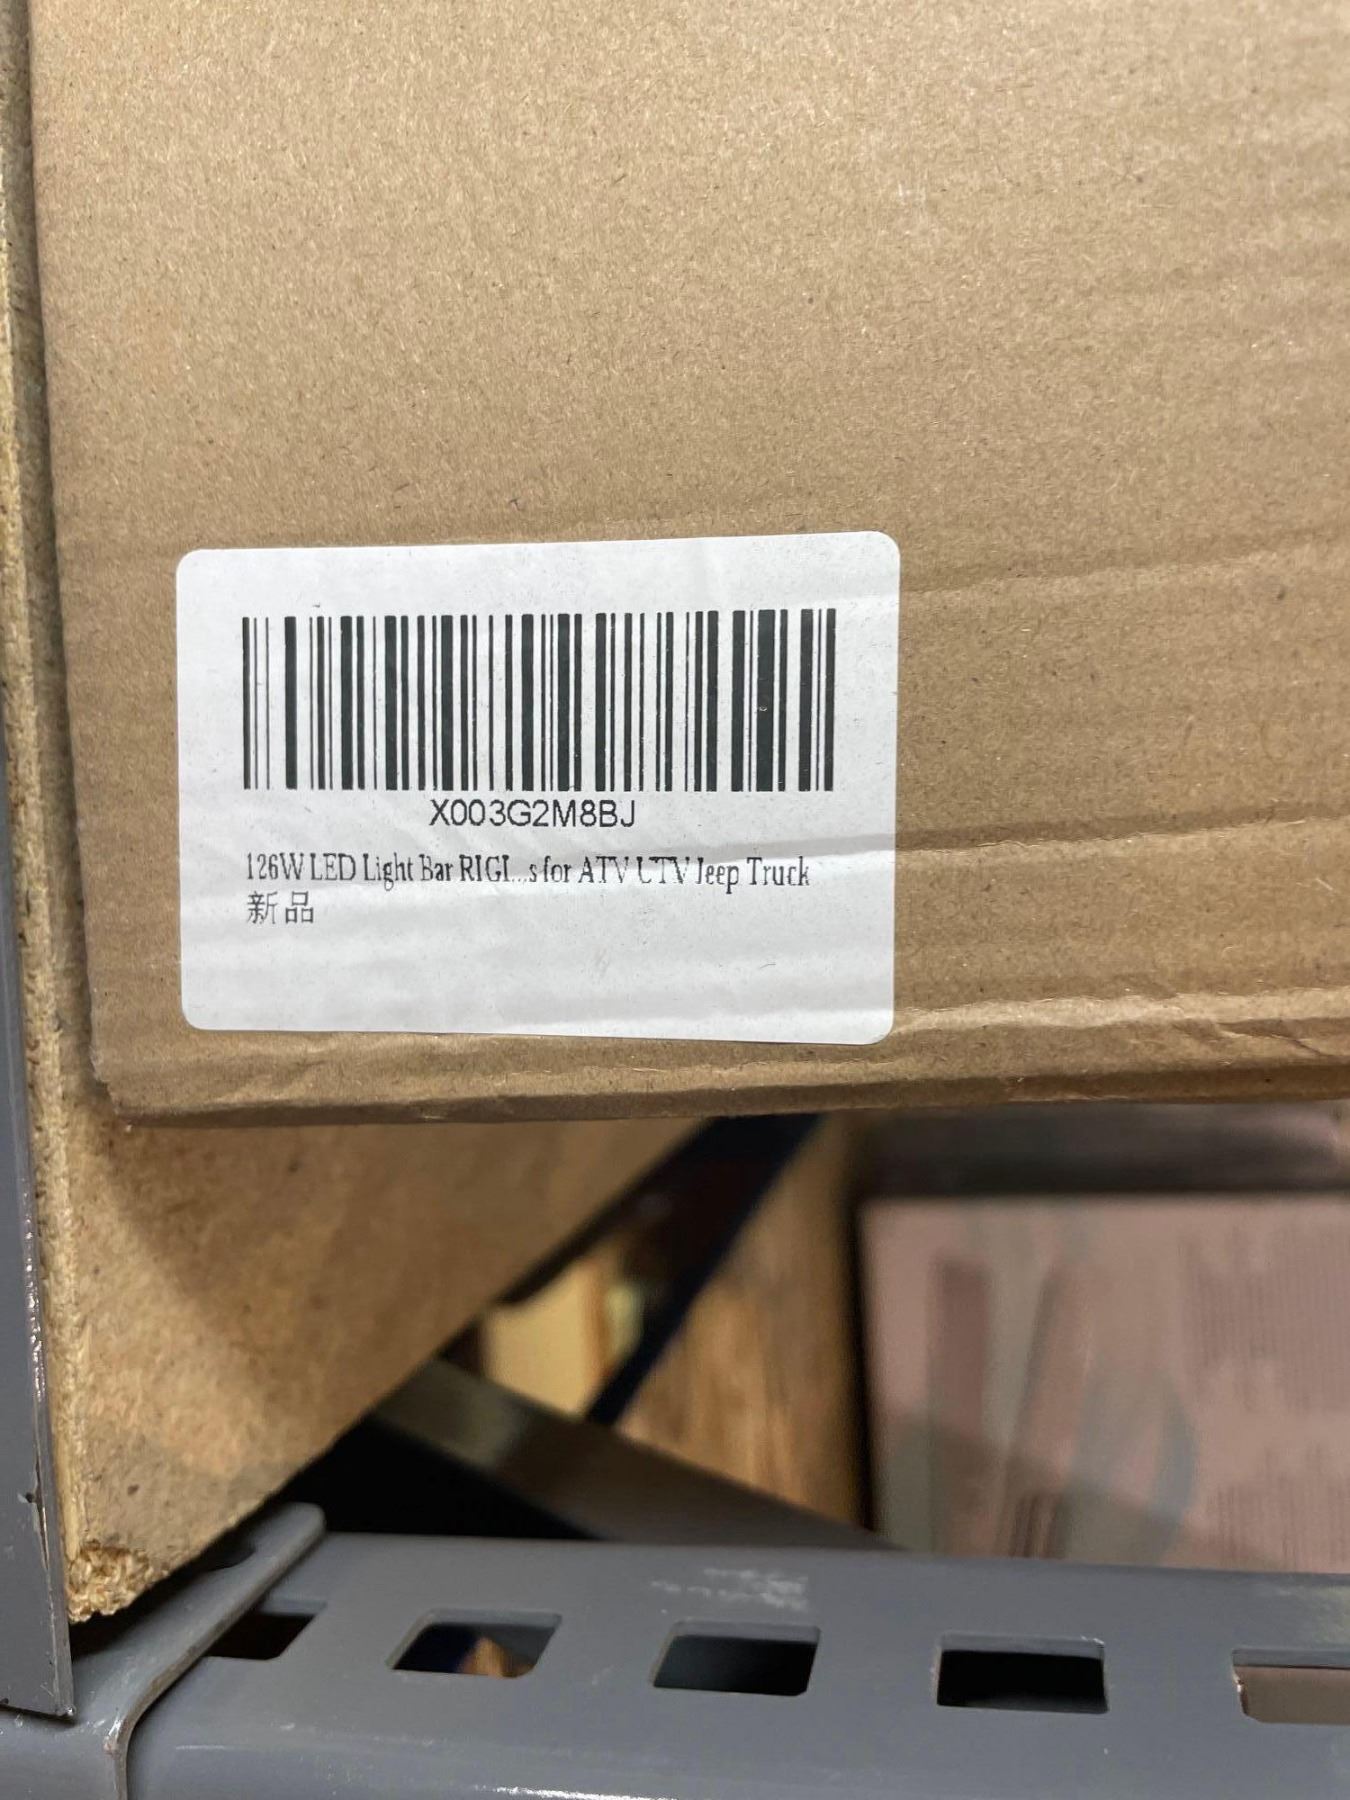 X003G2M8BJ
126W LED Light Bar RIGI...s for ATV UTV Jeep Truck
新品